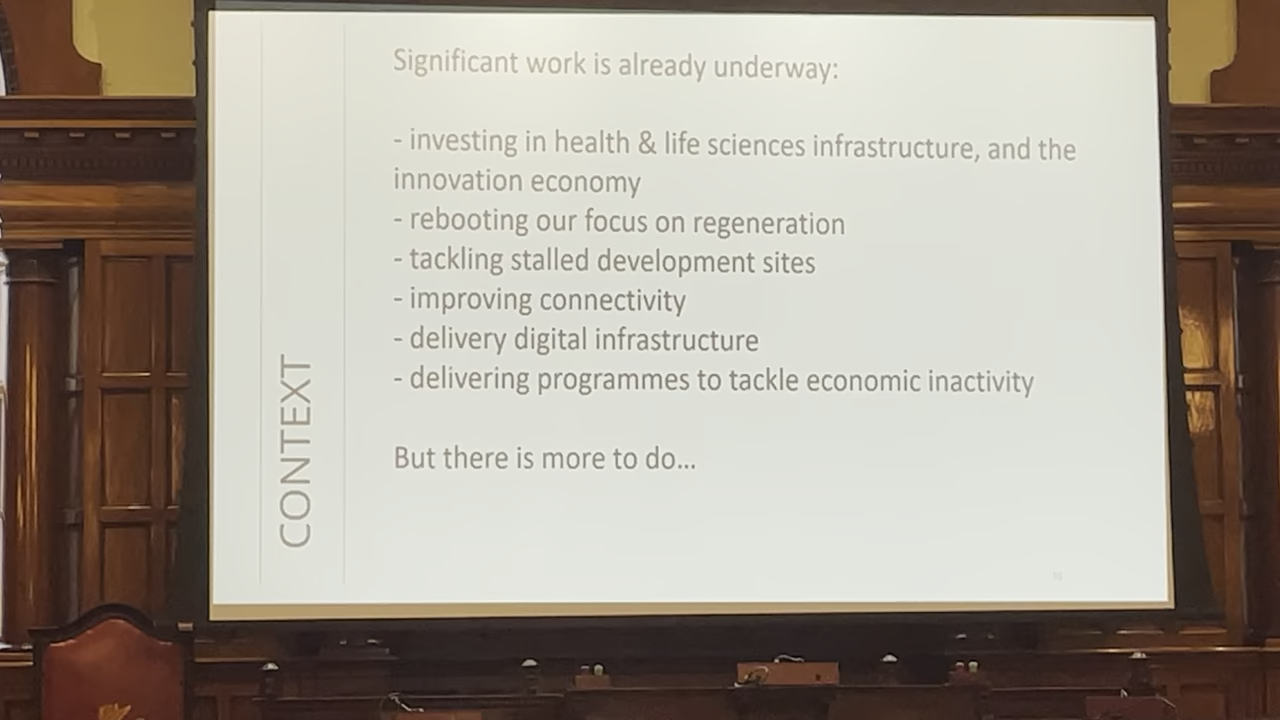 Significant work is already underway:
- investing in health & life sciences infrastructure, and the
innovation economy
- rebooting our focus on regeneration
- tackling stalled development sites
- improving connectivity
- delivery digital infrastructure
- delivering programmes to tackle economic inactivity
But there is more to do...
CONTEXT